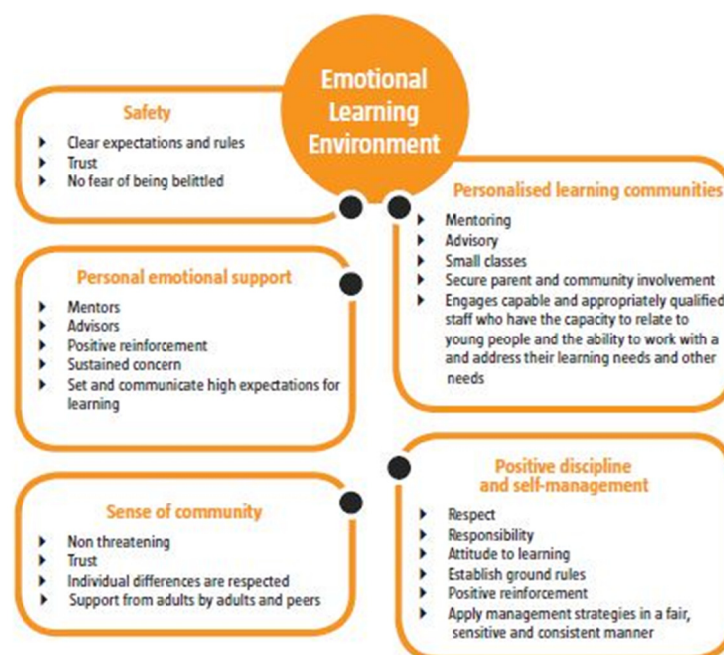 Emotional
Learning
Environment
Safety
Clear expectations and rules
Trust
No fear of being belittled
Personalised learning communities
Mentoring
Advisory
Small classes
Secure parent and community involvement
Engages capable and appropriately qualified
staff who have the capacity to relate to
young people and the ability to work with a
and address their learning needs and other
needs
Personal emotional support
Mentors
Advisors
Positive reinforcement
Sustained concern
Set and communicate high expectations for
learning
Positive discipline
and self-management
Respect
Responsibility
Attitude to learning
Establish ground rules
Positive reinforcement
Apply management strategies in a fair,
sensitive and consistent manner
Sense of community
Non threatening
Trust
Individual differences are respected
Support from adults by adults and peers